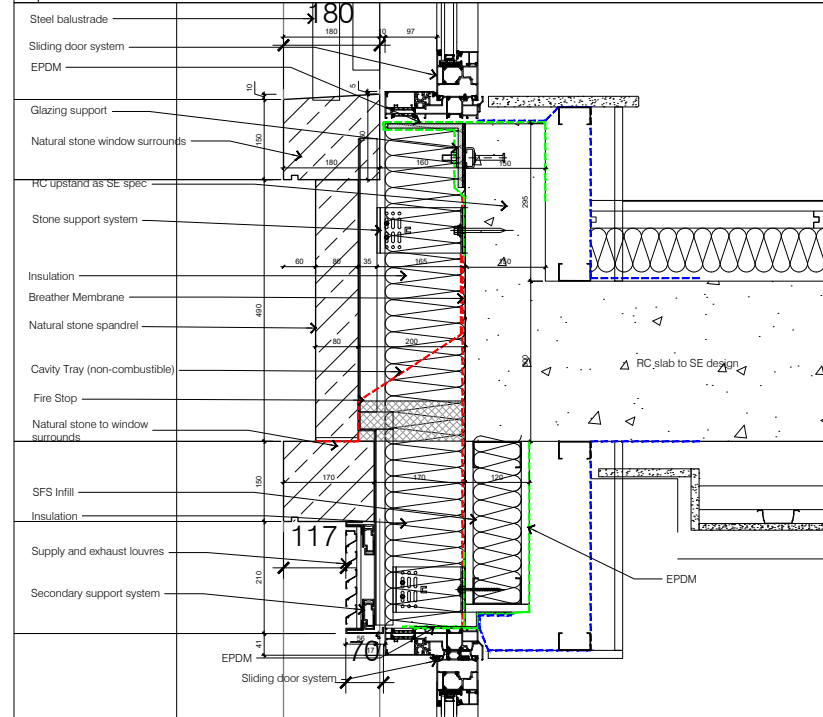 Steel balustrade
180
180
10
97
Sliding door system
EPDM
10
5
Glazing support
150
Natural stone window surrounds
180
160
150
RC upstand as SE spec
295
Stone support system
60
80
35
165
150
Insulation
Breather Membrane
490
Natural stone spandrel
80
200
RC slab to SE design
Cavity Tray (non-combustible)
Fire Stop
Natural stone to window
surrounds
150
170
170
120
SFS Infill
Insulation
117
Supply and exhaust louvres
210
EPDM
Secondary support system
41
56
17
70
EPDM
Sliding door system